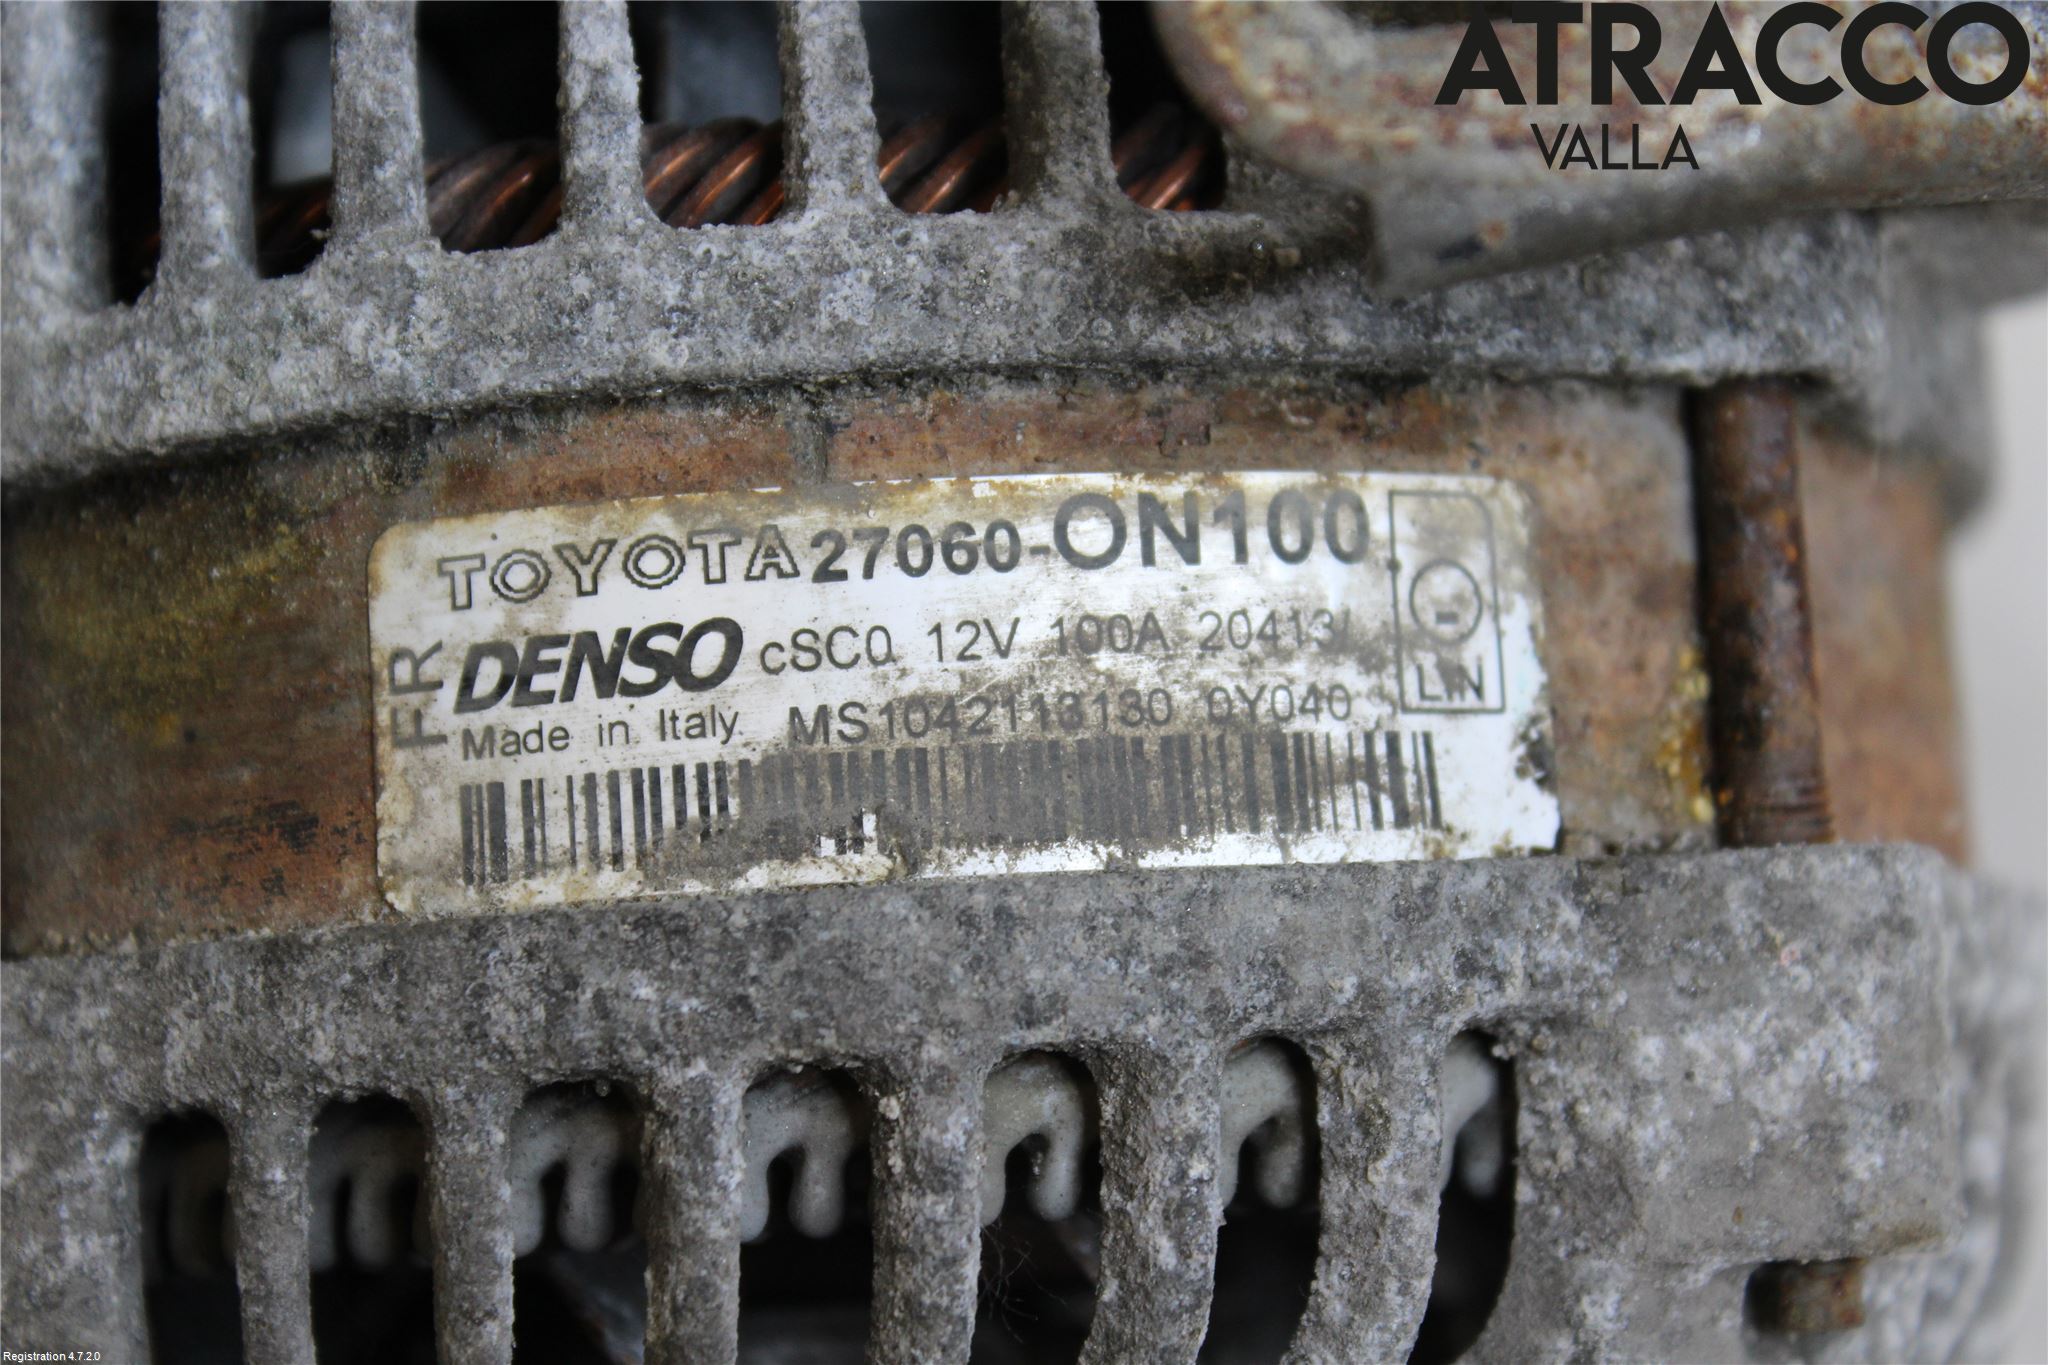 ATRACCO
VALLA
TOYOTA 27060-0N100
FR
DENSO cSC0 12V 100A 20413/
LIN
Made in Italy MS1042113130 0Y040
Registration 4.7.2.0